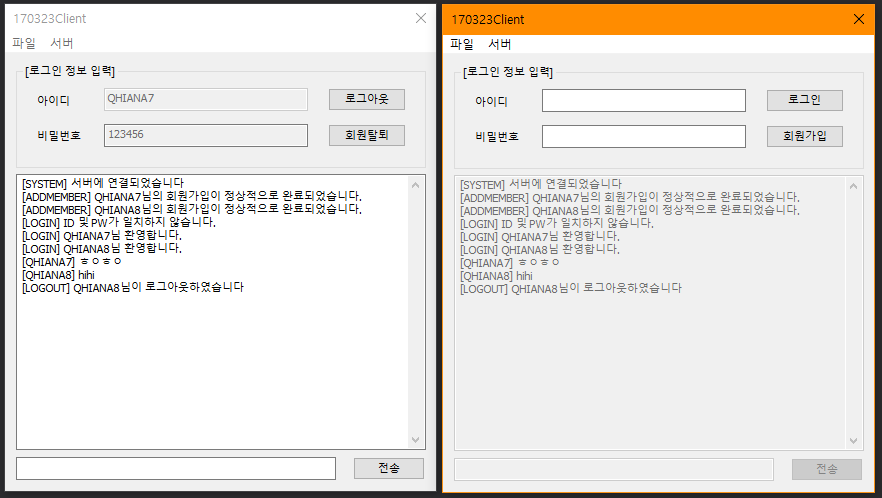 170323Client
파일 서버
[로그인 정보 입력]
아이디 QHIANA7 로그아웃
비밀번호 123456 회원탈퇴
[SYSTEM] 서버에 연결되었습니다
[ADDMEMBER] QHIANA7님의 회원가입이 정상적으로 완료되었습니다.
[ADDMEMBER] QHIANA8님의 회원가입이 정상적으로 완료되었습니다.
[LOGIN] ID 및 PW가 일치하지 않습니다.
[LOGIN] QHIANA7님 환영합니다.
[LOGIN] QHIANA8님 환영합니다.
[QHIANA7] ㅎㅇㅎㅇ
[QHIANA8] hihi
[LOGOUT] QHIANA8님이 로그아웃하였습니다
전송
170323Client
파일 서버
[로그인 정보 입력]
아이디 로그인
비밀번호 회원가입
[SYSTEM] 서버에 연결되었습니다
[ADDMEMBER] QHIANA7님의 회원가입이 정상적으로 완료되었습니다.
[ADDMEMBER] QHIANA8님의 회원가입이 정상적으로 완료되었습니다.
[LOGIN] ID 및 PW가 일치하지 않습니다.
[LOGIN] QHIANA7님 환영합니다.
[LOGIN] QHIANA8님 환영합니다.
[QHIANA7] ㅎㅇㅎㅇ
[QHIANA8] hihi
[LOGOUT] QHIANA8님이 로그아웃하였습니다
전송